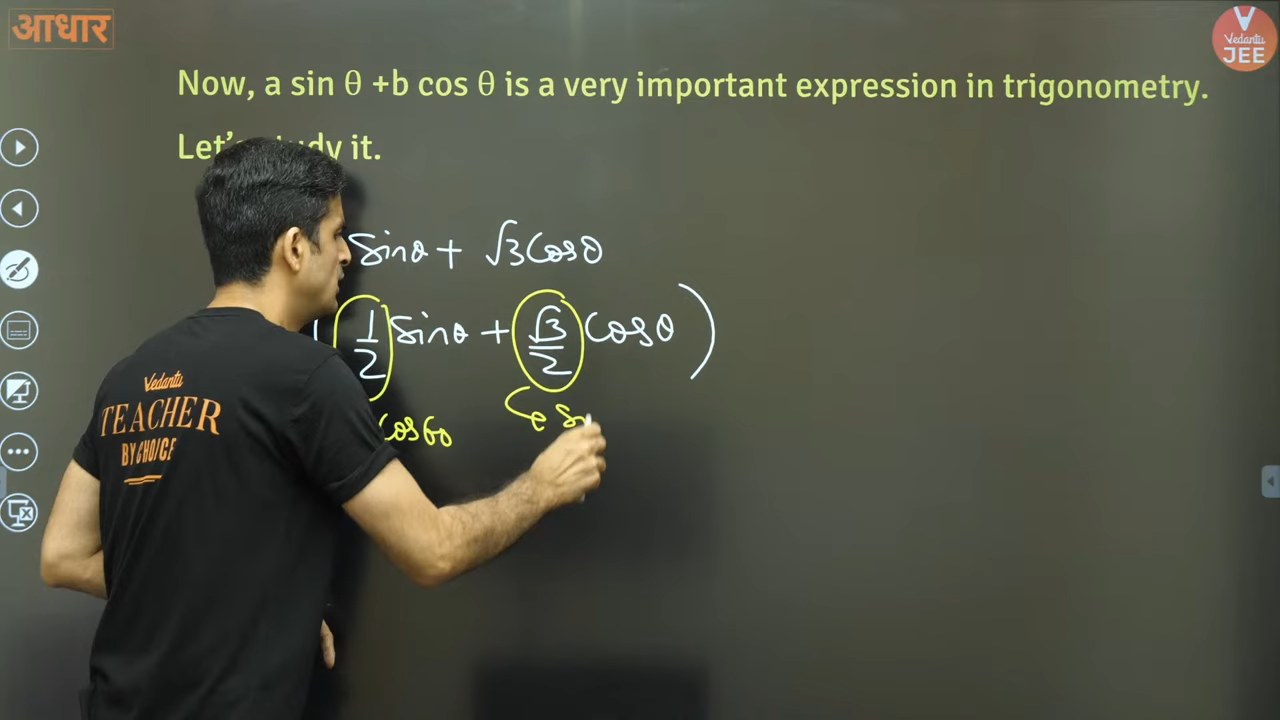 आधार
Vedantu
JEE
Now, a sin θ +b cos θ is a very important expression in trigonometry.
Let's study it.
sinθ + √3 cosθ
( 1/2 sinθ + √3/2 cosθ )
cos60
Vedantu
TEACHER
BY CHOICE